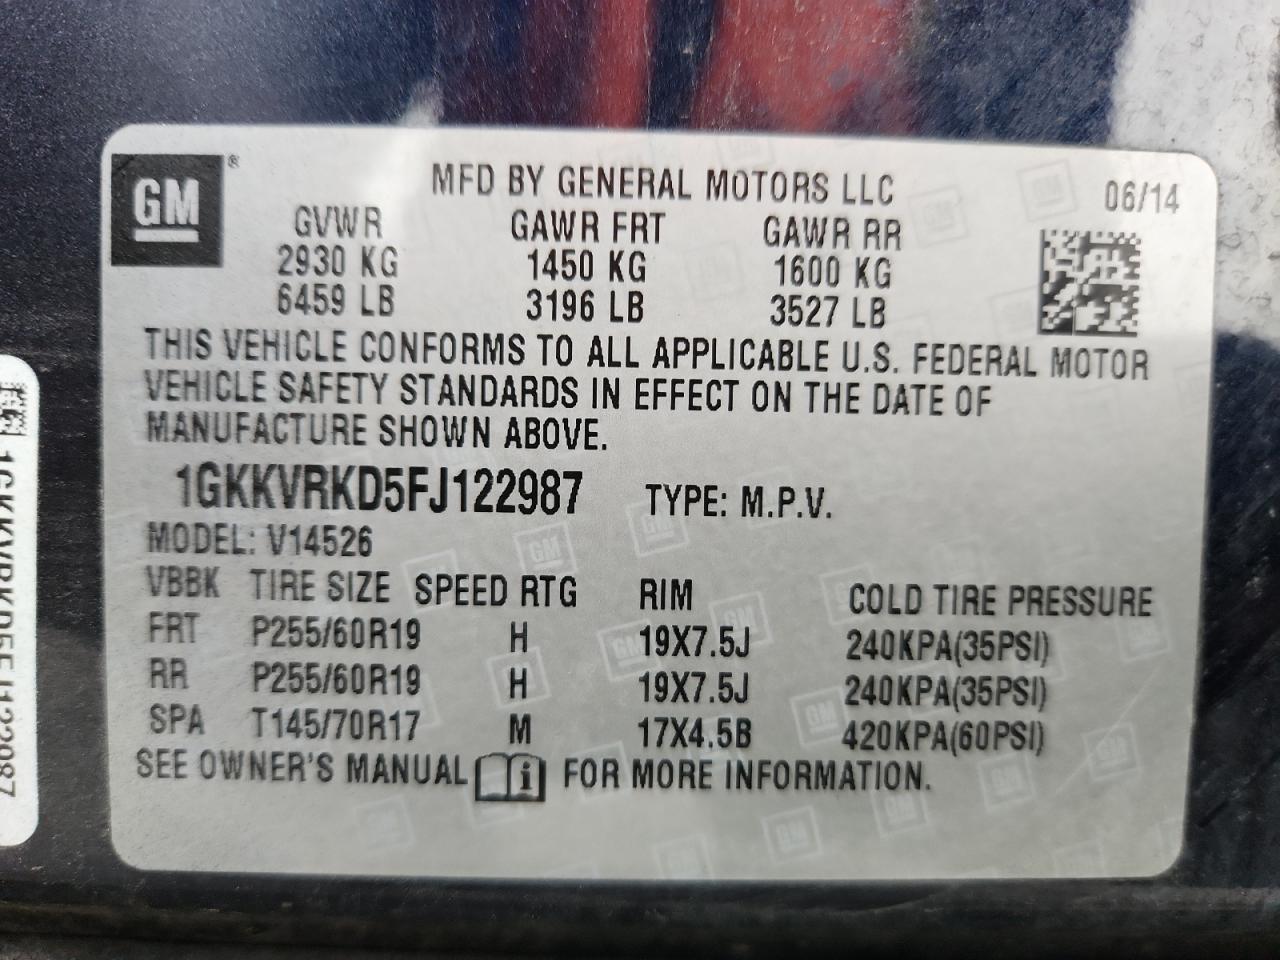 GM ®
MFD BY GENERAL MOTORS LLC 06/14
GVWR GAWR FRT GAWR RR
2930 KG 1450 KG 1600 KG
6459 LB 3196 LB 3527 LB
THIS VEHICLE CONFORMS TO ALL APPLICABLE U.S. FEDERAL MOTOR
VEHICLE SAFETY STANDARDS IN EFFECT ON THE DATE OF
MANUFACTURE SHOWN ABOVE.
1GKKVRKD5FJ122987 TYPE: M.P.V.
MODEL: V14526
VBBK TIRE SIZE SPEED RTG RIM COLD TIRE PRESSURE
FRT P255/60R19 H 19X7.5J 240KPA(35PSI)
RR P255/60R19 H 19X7.5J 240KPA(35PSI)
SPA T145/70R17 M 17X4.5B 420KPA(60PSI)
SEE OWNER'S MANUAL i FOR MORE INFORMATION.
1GKKVRKD5FJ122987